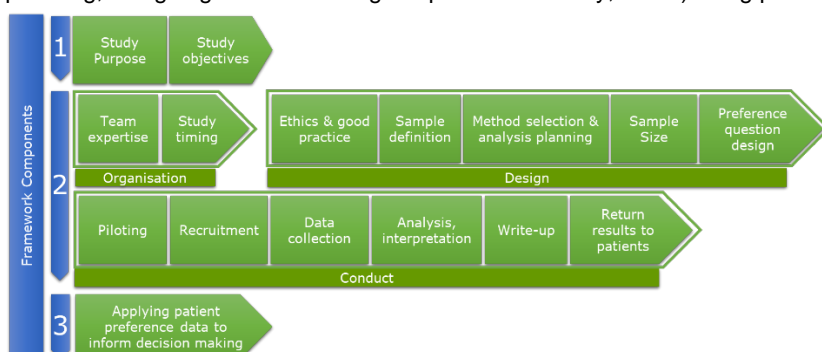 Framework Components
1
Study
Purpose
Study
objectives
2
Team
expertise
Study
timing
Organisation
Ethics & good
practice
Sample
definition
Method selection &
analysis planning
Sample
Size
Preference
question
design
Design
Piloting
Recruitment
Data
collection
Analysis,
interpretation
Write-up
Return
results to
patients
Conduct
3
Applying patient
preference data to
inform decision making